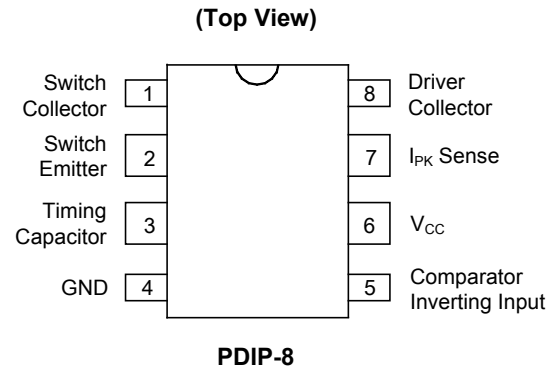 (Top View)
Switch
Collector
1
8
Driver
Collector
Switch
Emitter
2
7
I<sub>PK</sub> Sense
Timing
Capacitor
3
6
V<sub>CC</sub>
GND
4
5
Comparator
Inverting Input
PDIP-8